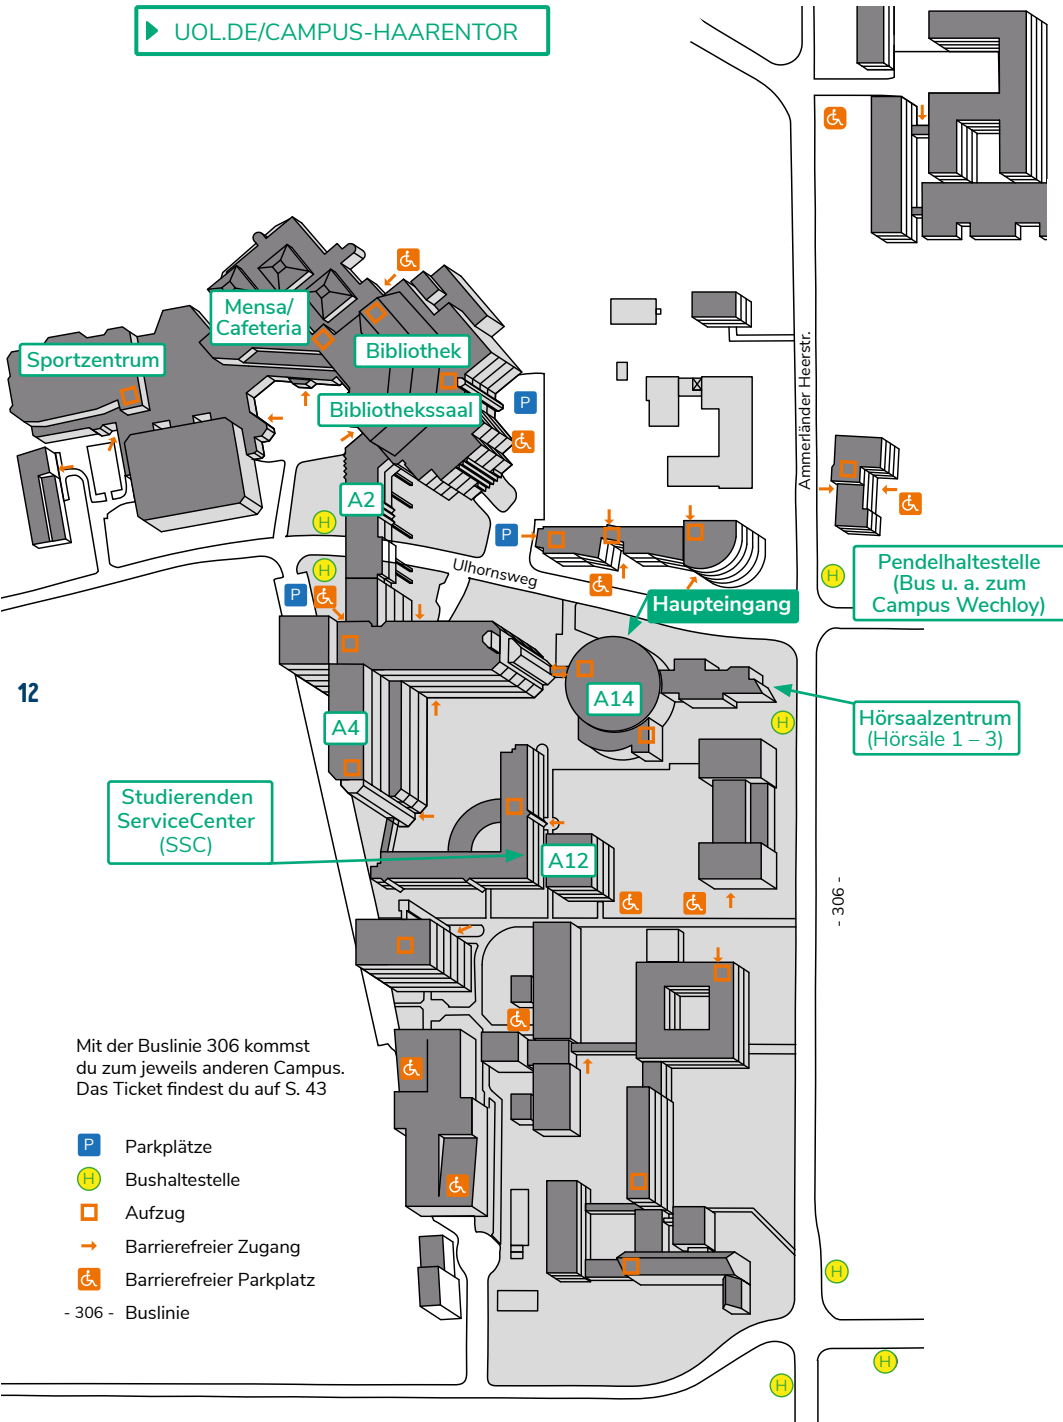 UOL.DE/CAMPUS-HAARENTOR
Mensa/
Cafeteria
Sportzentrum
Bibliothek
Bibliothekssaal
P
A2
H
H
P
P
Ulhornsweg
Ammerländer Heerstr.
Haupteingang
H
Pendelhaltestelle
(Bus u. a. zum
Campus Wechloy)
12
A14
A4
H
Hörsaalzentrum
(Hörsäle 1 – 3)
Studierenden
ServiceCenter
(SSC)
A12
- 306 -
Mit der Buslinie 306 kommst
du zum jeweils anderen Campus.
Das Ticket findest du auf S. 43
P Parkplätze
H Bushaltestelle
Aufzug
Barrierefreier Zugang
Barrierefreier Parkplatz
- 306 - Buslinie
H
H
H